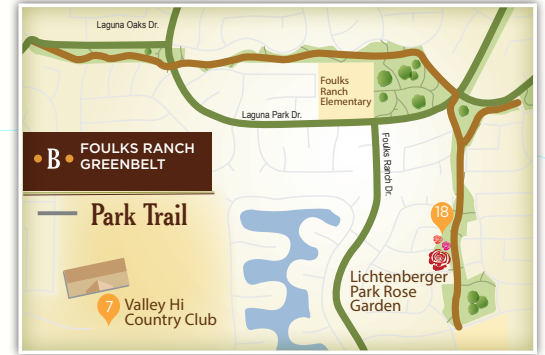 Laguna Oaks Dr.
Foulks
Ranch
Elementary
Laguna Park Dr.
Foulks Ranch Dr.
B
FOULKS RANCH
GREENBELT
Park Trail
18
Lichtenberger
Park Rose
Garden
7
Valley Hi
Country Club